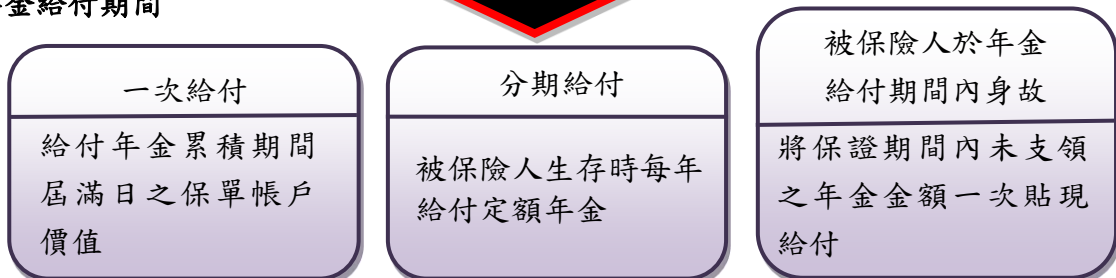 金給付期間
一次給付
給付年金累積期間
屆滿日之保單帳戶
價值
分期給付
被保險人生存時每年
給付定額年金
被保險人於年金
給付期間內身故
將保證期間內未支領
之年金金額一次貼現
給付